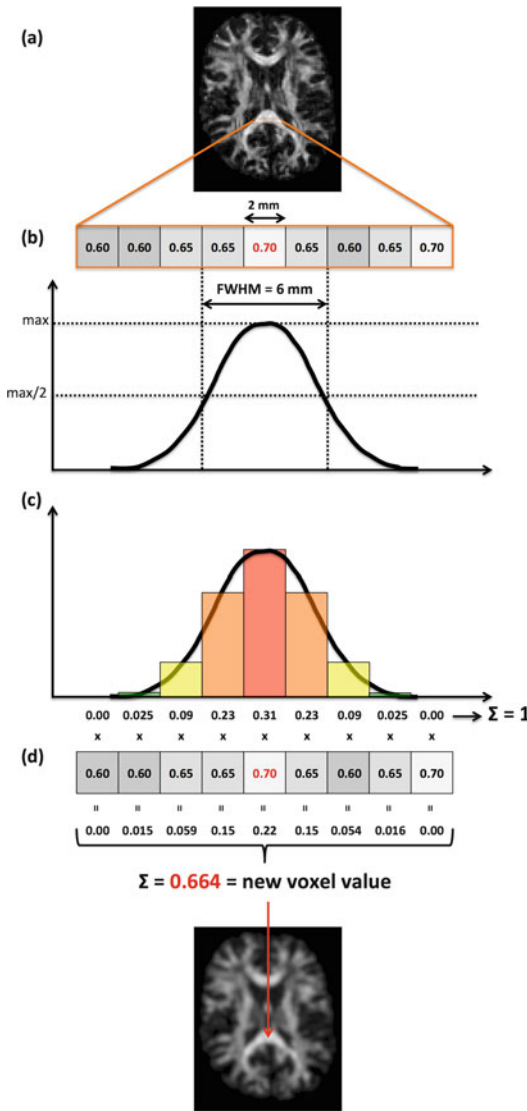 (a)
2 mm
(b)
0.60 0.60 0.65 0.65 0.70 0.65 0.60 0.65 0.70
FWHM = 6 mm
max
max/2
(c)
0.00 0.025 0.09 0.23 0.31 0.23 0.09 0.025 0.00 Σ = 1
x x x x x x x x x
(d)
0.60 0.60 0.65 0.65 0.70 0.65 0.60 0.65 0.70
= = = = = = = = =
0.00 0.015 0.059 0.15 0.22 0.15 0.054 0.016 0.00
Σ = 0.664 = new voxel value